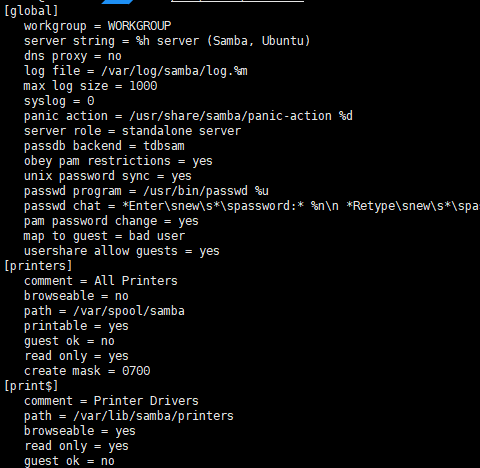 [global]
workgroup = WORKGROUP
server string = %h server (Samba, Ubuntu)
dns proxy = no
log file = /var/log/samba/log.%m
max log size = 1000
syslog = 0
panic action = /usr/share/samba/panic-action %d
server role = standalone server
passdb backend = tdbsam
obey pam restrictions = yes
unix password sync = yes
passwd program = /usr/bin/passwd %u
passwd chat = *Enter\snew\s*\spassword:* %n\n *Retype\snew\s*\spas
pam password change = yes
map to guest = bad user
usershare allow guests = yes
[printers]
comment = All Printers
browseable = no
path = /var/spool/samba
printable = yes
guest ok = no
read only = yes
create mask = 0700
[print$]
comment = Printer Drivers
path = /var/lib/samba/printers
browseable = yes
read only = yes
guest ok = no